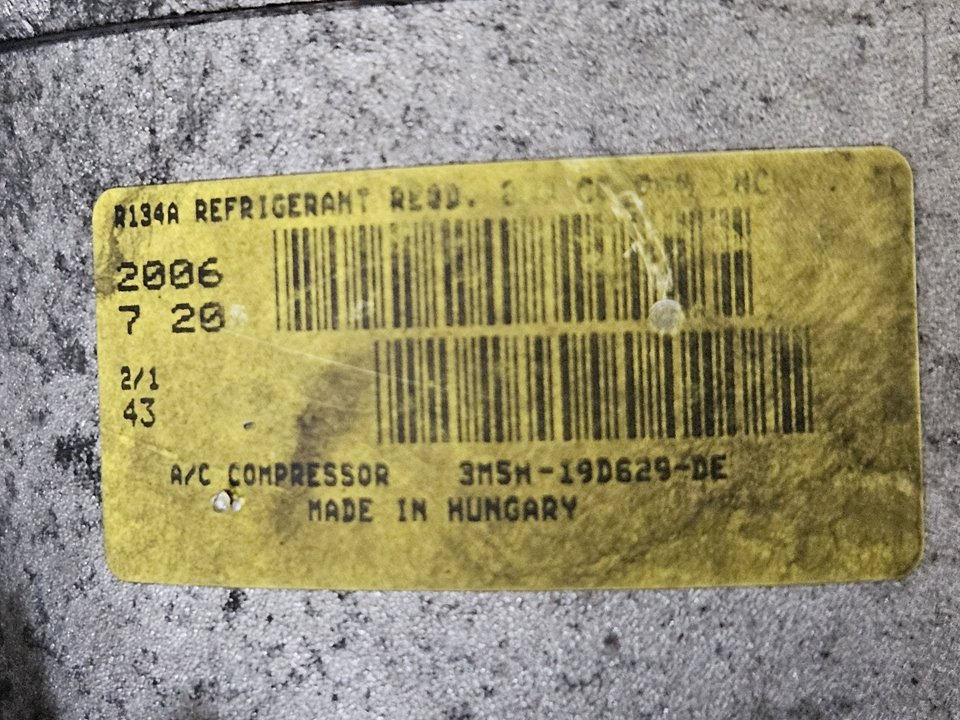 R134A REFRIGERANT REQD.
2006
7 20
2/1
43
A/C COMPRESSOR 3M5H-19D629-DE
MADE IN HUNGARY